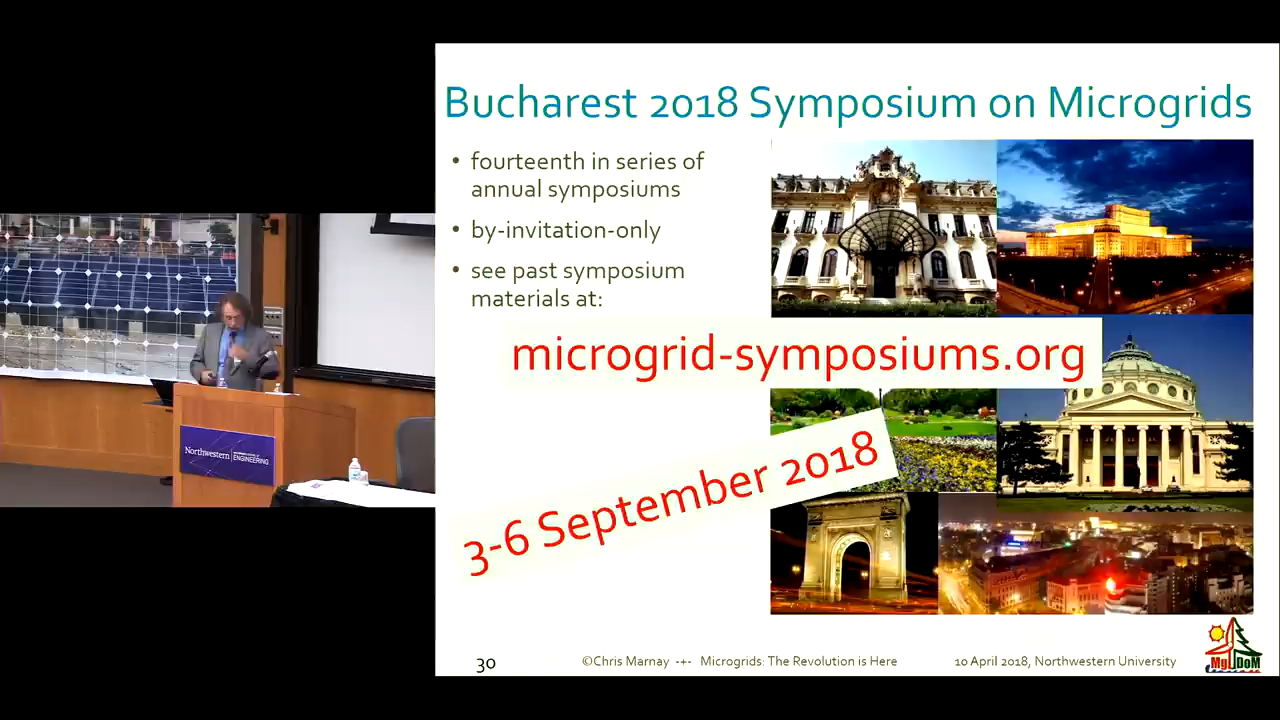 Bucharest 2018 Symposium on Microgrids
• fourteenth in series of
annual symposiums
• by-invitation-only
• see past symposium
materials at:
microgrid-symposiums.org
3-6 September 2018
Northwestern
ENGINEERING
30
©Chris Marnay -+- Microgrids: The Revolution is Here
10 April 2018, Northwestern University
Mg DoM